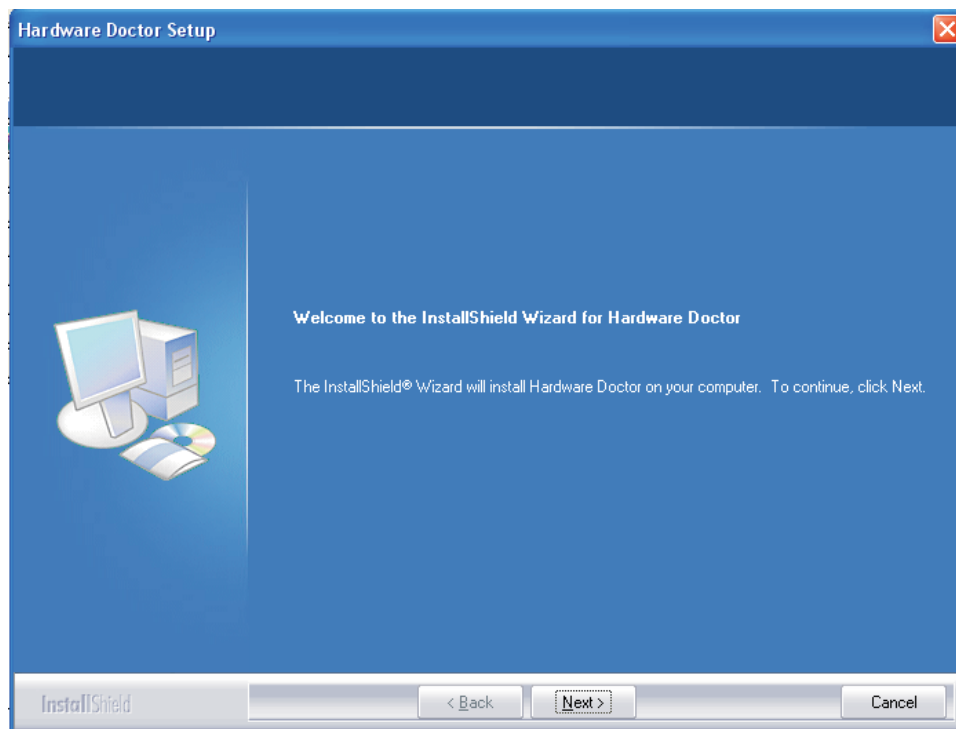 Hardware Doctor Setup
Welcome to the InstallShield Wizard for Hardware Doctor
The InstallShield® Wizard will install Hardware Doctor on your computer. To continue, click Next.
InstallShield
< Back
Next >
Cancel